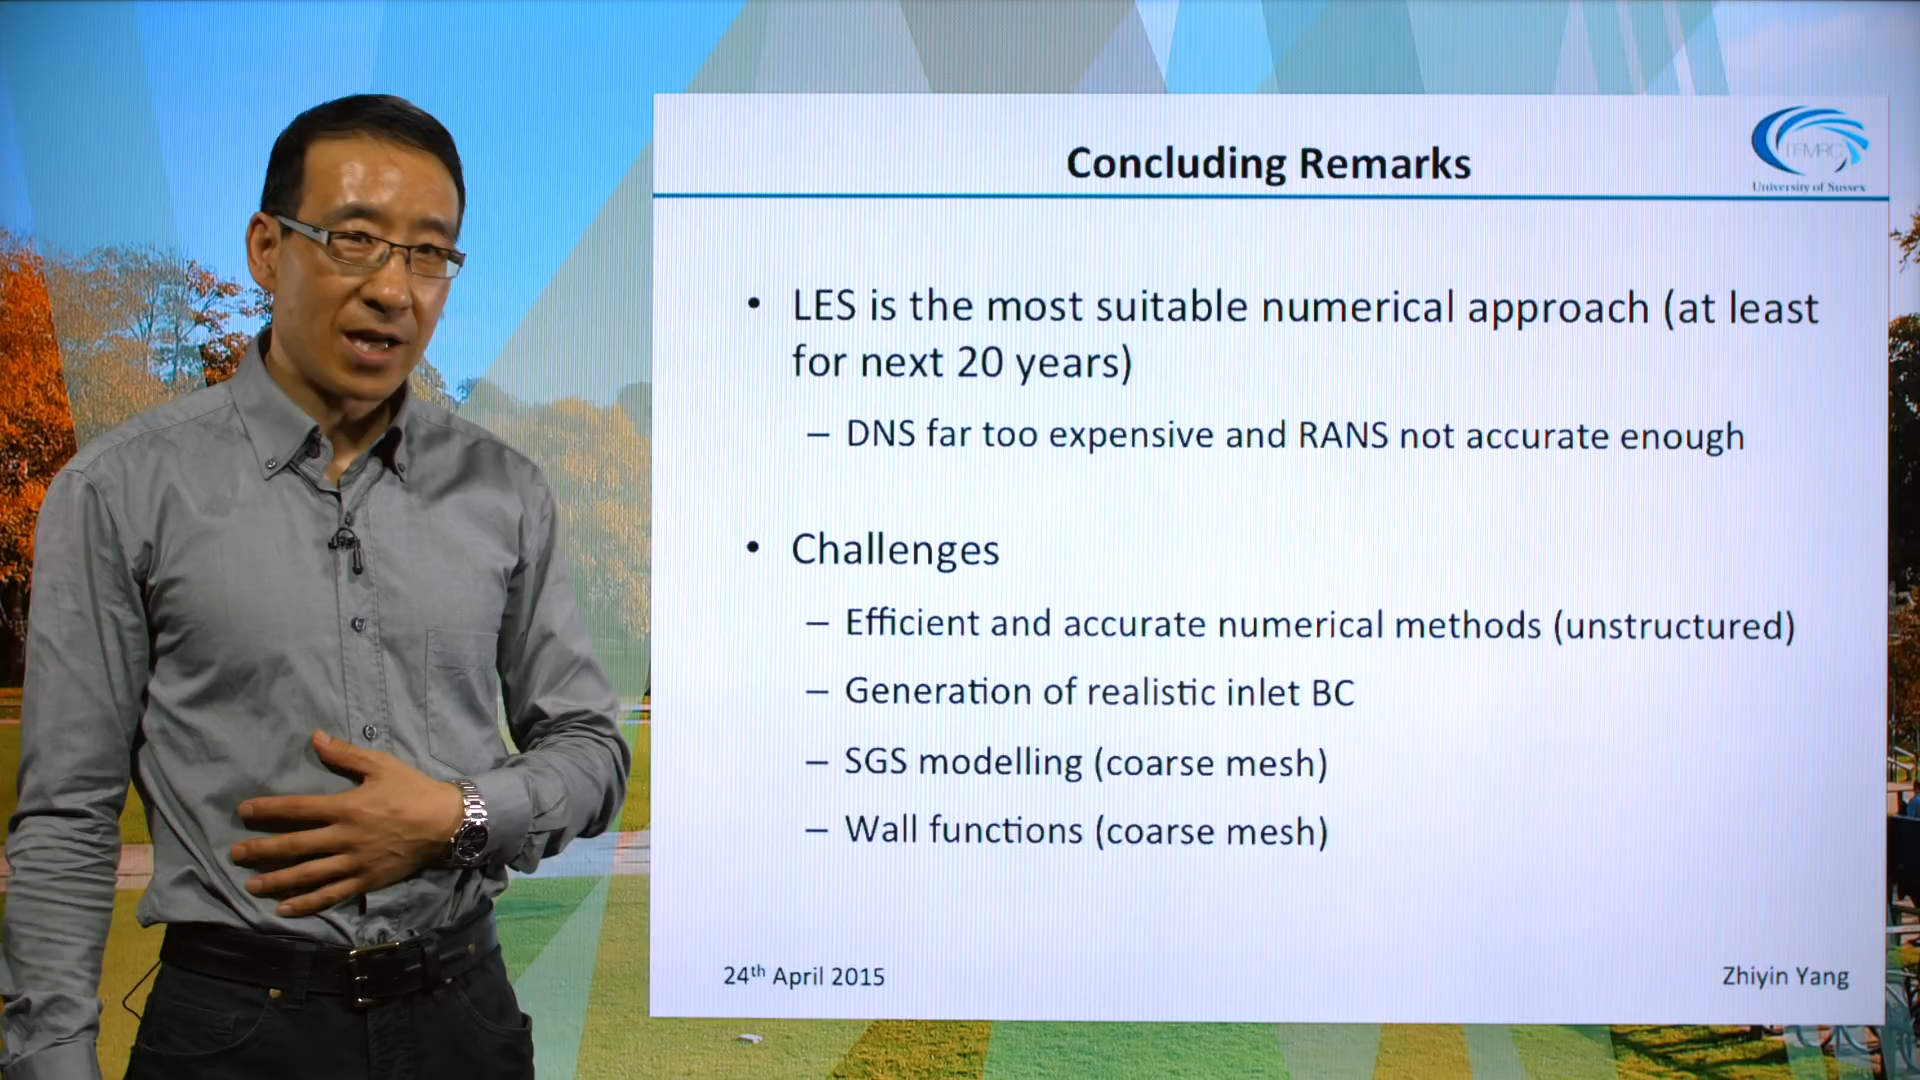 Concluding Remarks
TFMRC
University of Sussex
• LES is the most suitable numerical approach (at least
for next 20 years)
– DNS far too expensive and RANS not accurate enough
• Challenges
– Efficient and accurate numerical methods (unstructured)
– Generation of realistic inlet BC
– SGS modelling (coarse mesh)
– Wall functions (coarse mesh)
24th April 2015
Zhiyin Yang